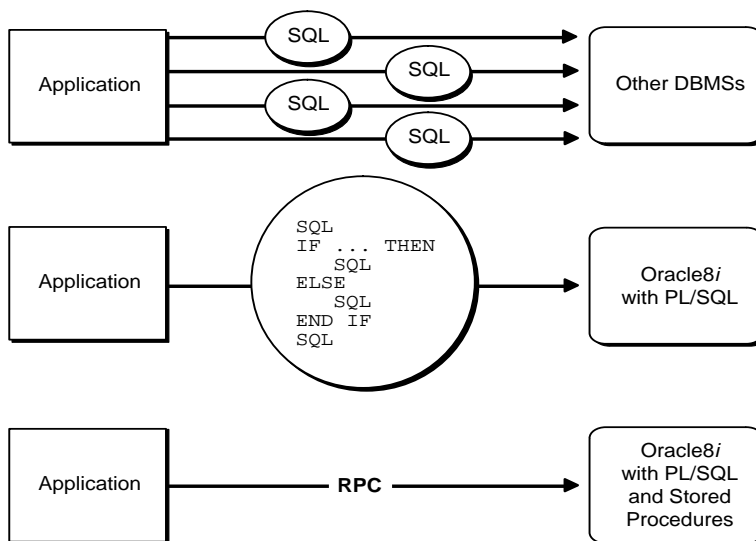 SQL
Application
SQL
Other DBMSs
SQL
SQL
Application
SQL
IF ... THEN
SQL
ELSE
SQL
END IF
SQL
Oracle8i
with PL/SQL
Application
RPC
Oracle8i
with PL/SQL
and Stored
Procedures